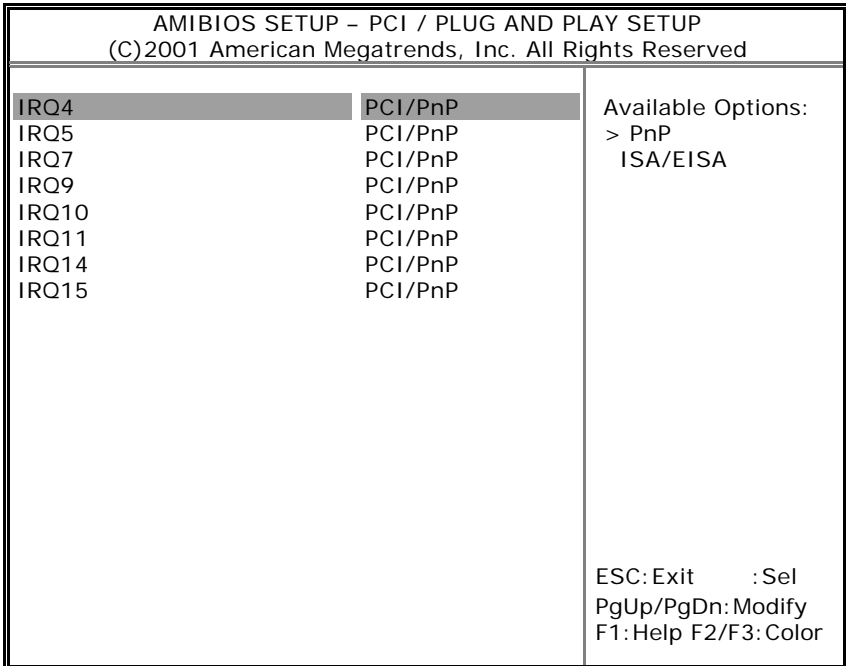 AMIBIOS SETUP – PCI / PLUG AND PLAY SETUP
(C)2001 American Megatrends, Inc. All Rights Reserved
IRQ4 PCI/PnP
IRQ5 PCI/PnP
IRQ7 PCI/PnP
IRQ9 PCI/PnP
IRQ10 PCI/PnP
IRQ11 PCI/PnP
IRQ14 PCI/PnP
IRQ15 PCI/PnP
Available Options:
> PnP
ISA/EISA
ESC:Exit :Sel
PgUp/PgDn:Modify
F1:Help F2/F3:Color